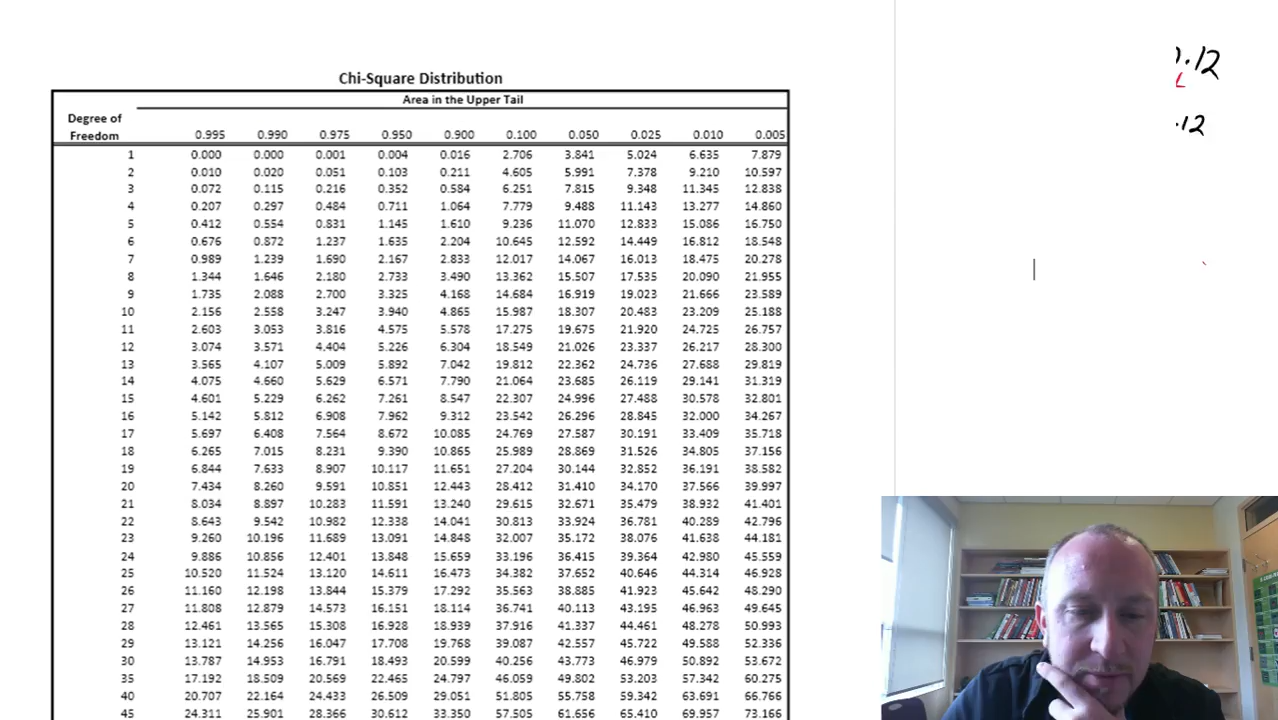 Chi-Square Distribution
Area in the Upper Tail
Degree of
Freedom 0.995 0.990 0.975 0.950 0.900 0.100 0.050 0.025 0.010 0.005
1 0.000 0.000 0.001 0.004 0.016 2.706 3.841 5.024 6.635 7.879
2 0.010 0.020 0.051 0.103 0.211 4.605 5.991 7.378 9.210 10.597
3 0.072 0.115 0.216 0.352 0.584 6.251 7.815 9.348 11.345 12.838
4 0.207 0.297 0.484 0.711 1.064 7.779 9.488 11.143 13.277 14.860
5 0.412 0.554 0.831 1.145 1.610 9.236 11.070 12.833 15.086 16.750
6 0.676 0.872 1.237 1.635 2.204 10.645 12.592 14.449 16.812 18.548
7 0.989 1.239 1.690 2.167 2.833 12.017 14.067 16.013 18.475 20.278
8 1.344 1.646 2.180 2.733 3.490 13.362 15.507 17.535 20.090 21.955
9 1.735 2.088 2.700 3.325 4.168 14.684 16.919 19.023 21.666 23.589
10 2.156 2.558 3.247 3.940 4.865 15.987 18.307 20.483 23.209 25.188
11 2.603 3.053 3.816 4.575 5.578 17.275 19.675 21.920 24.725 26.757
12 3.074 3.571 4.404 5.226 6.304 18.549 21.026 23.337 26.217 28.300
13 3.565 4.107 5.009 5.892 7.042 19.812 22.362 24.736 27.688 29.819
14 4.075 4.660 5.629 6.571 7.790 21.064 23.685 26.119 29.141 31.319
15 4.601 5.229 6.262 7.261 8.547 22.307 24.996 27.488 30.578 32.801
16 5.142 5.812 6.908 7.962 9.312 23.542 26.296 28.845 32.000 34.267
17 5.697 6.408 7.564 8.672 10.085 24.769 27.587 30.191 33.409 35.718
18 6.265 7.015 8.231 9.390 10.865 25.989 28.869 31.526 34.805 37.156
19 6.844 7.633 8.907 10.117 11.651 27.204 30.144 32.852 36.191 38.582
20 7.434 8.260 9.591 10.851 12.443 28.412 31.410 34.170 37.566 39.997
21 8.034 8.897 10.283 11.591 13.240 29.615 32.671 35.479 38.932 41.401
22 8.643 9.542 10.982 12.338 14.041 30.813 33.924 36.781 40.289 42.796
23 9.260 10.196 11.689 13.091 14.848 32.007 35.172 38.076 41.638 44.181
24 9.886 10.856 12.401 13.848 15.659 33.196 36.415 39.364 42.980 45.559
25 10.520 11.524 13.120 14.611 16.473 34.382 37.652 40.646 44.314 46.928
26 11.160 12.198 13.844 15.379 17.292 35.563 38.885 41.923 45.642 48.290
27 11.808 12.879 14.573 16.151 18.114 36.741 40.113 43.195 46.963 49.645
28 12.461 13.565 15.308 16.928 18.939 37.916 41.337 44.461 48.278 50.993
29 13.121 14.256 16.047 17.708 19.768 39.087 42.557 45.722 49.588 52.336
30 13.787 14.953 16.791 18.493 20.599 40.256 43.773 46.979 50.892 53.672
35 17.192 18.509 20.569 22.465 24.797 46.059 49.802 53.203 57.342 60.275
40 20.707 22.164 24.433 26.509 29.051 51.805 55.758 59.342 63.691 66.766
45 24.311 25.901 28.366 30.612 33.350 57.505 61.656 65.410 69.957 73.166
.12
.12